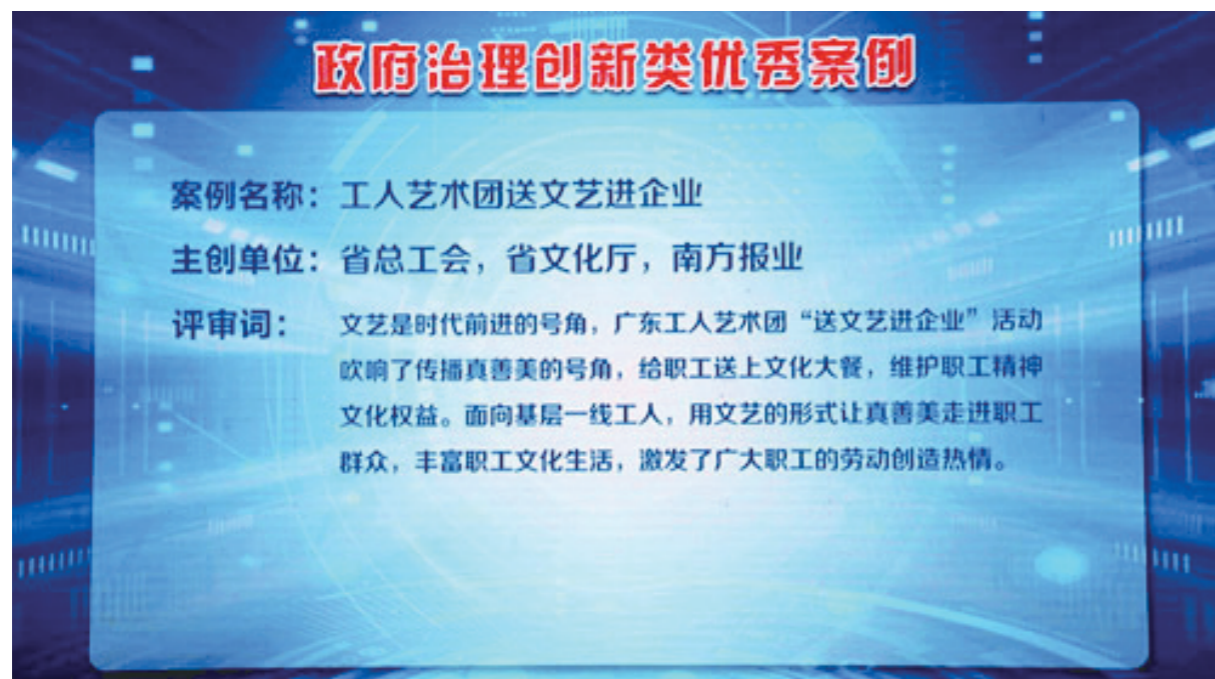 政府治理创新类优秀案例
案例名称：工人艺术团送文艺进企业
主创单位：省总工会，省文化厅，南方报业
评审词：文艺是时代前进的号角，广东工人艺术团“送文艺进企业”活动
吹响了传播真善美的号角，给职工送上文化大餐，维护职工精神
文化权益。面向基层一线工人，用文艺的形式让真善美走进职工
群众，丰富职工文化生活，激发了广大职工的劳动创造热情。